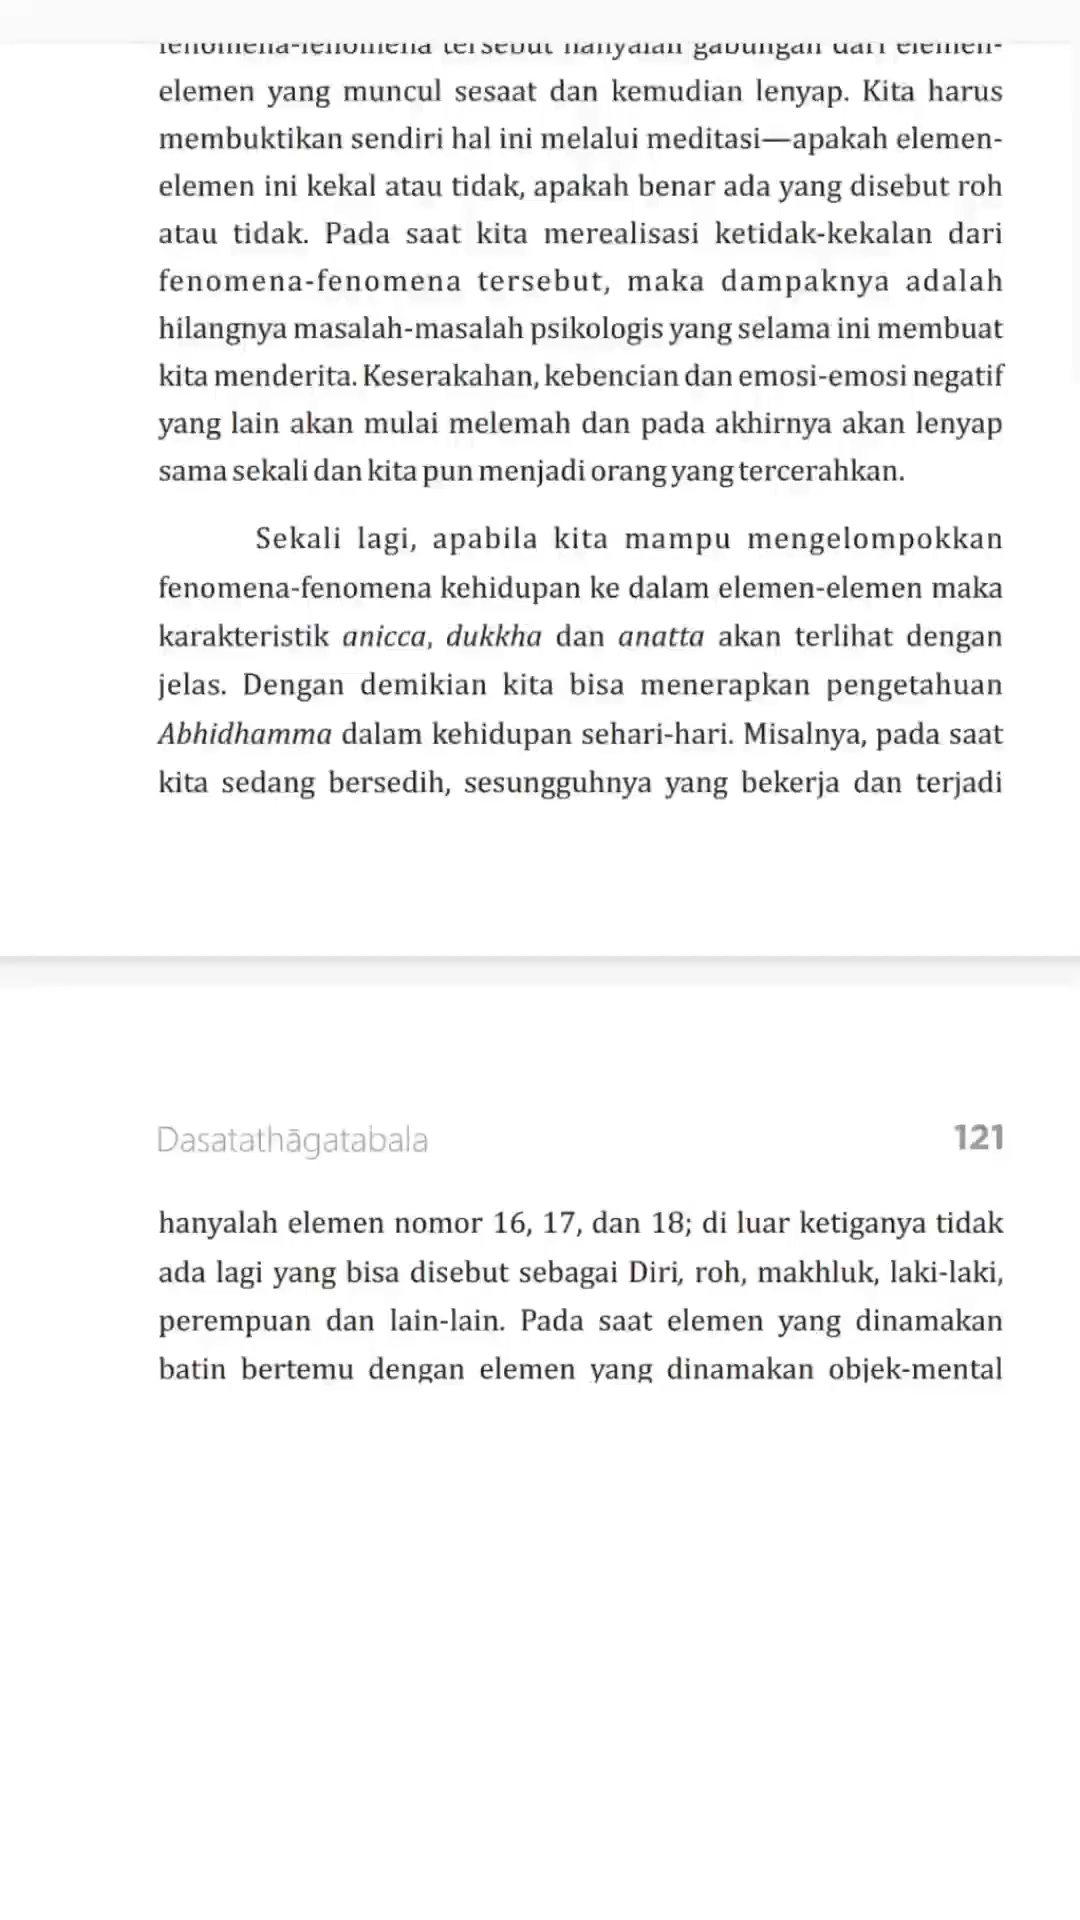 fenomena-fenomena tersebut hanyalah gabungan dari elemen-
elemen yang muncul sesaat dan kemudian lenyap. Kita harus
membuktikan sendiri hal ini melalui meditasi—apakah elemen-
elemen ini kekal atau tidak, apakah benar ada yang disebut roh
atau tidak. Pada saat kita merealisasi ketidak-kekalan dari
fenomena-fenomena tersebut, maka dampaknya adalah
hilangnya masalah-masalah psikologis yang selama ini membuat
kita menderita. Keserakahan, kebencian dan emosi-emosi negatif
yang lain akan mulai melemah dan pada akhirnya akan lenyap
sama sekali dan kita pun menjadi orang yang tercerahkan.
Sekali lagi, apabila kita mampu mengelompokkan
fenomena-fenomena kehidupan ke dalam elemen-elemen maka
karakteristik anicca, dukkha dan anatta akan terlihat dengan
jelas. Dengan demikian kita bisa menerapkan pengetahuan
Abhidhamma dalam kehidupan sehari-hari. Misalnya, pada saat
kita sedang bersedih, sesungguhnya yang bekerja dan terjadi
Dasatathāgatabala 121
hanyalah elemen nomor 16, 17, dan 18; di luar ketiganya tidak
ada lagi yang bisa disebut sebagai Diri, roh, makhluk, laki-laki,
perempuan dan lain-lain. Pada saat elemen yang dinamakan
batin bertemu dengan elemen yang dinamakan objek-mental